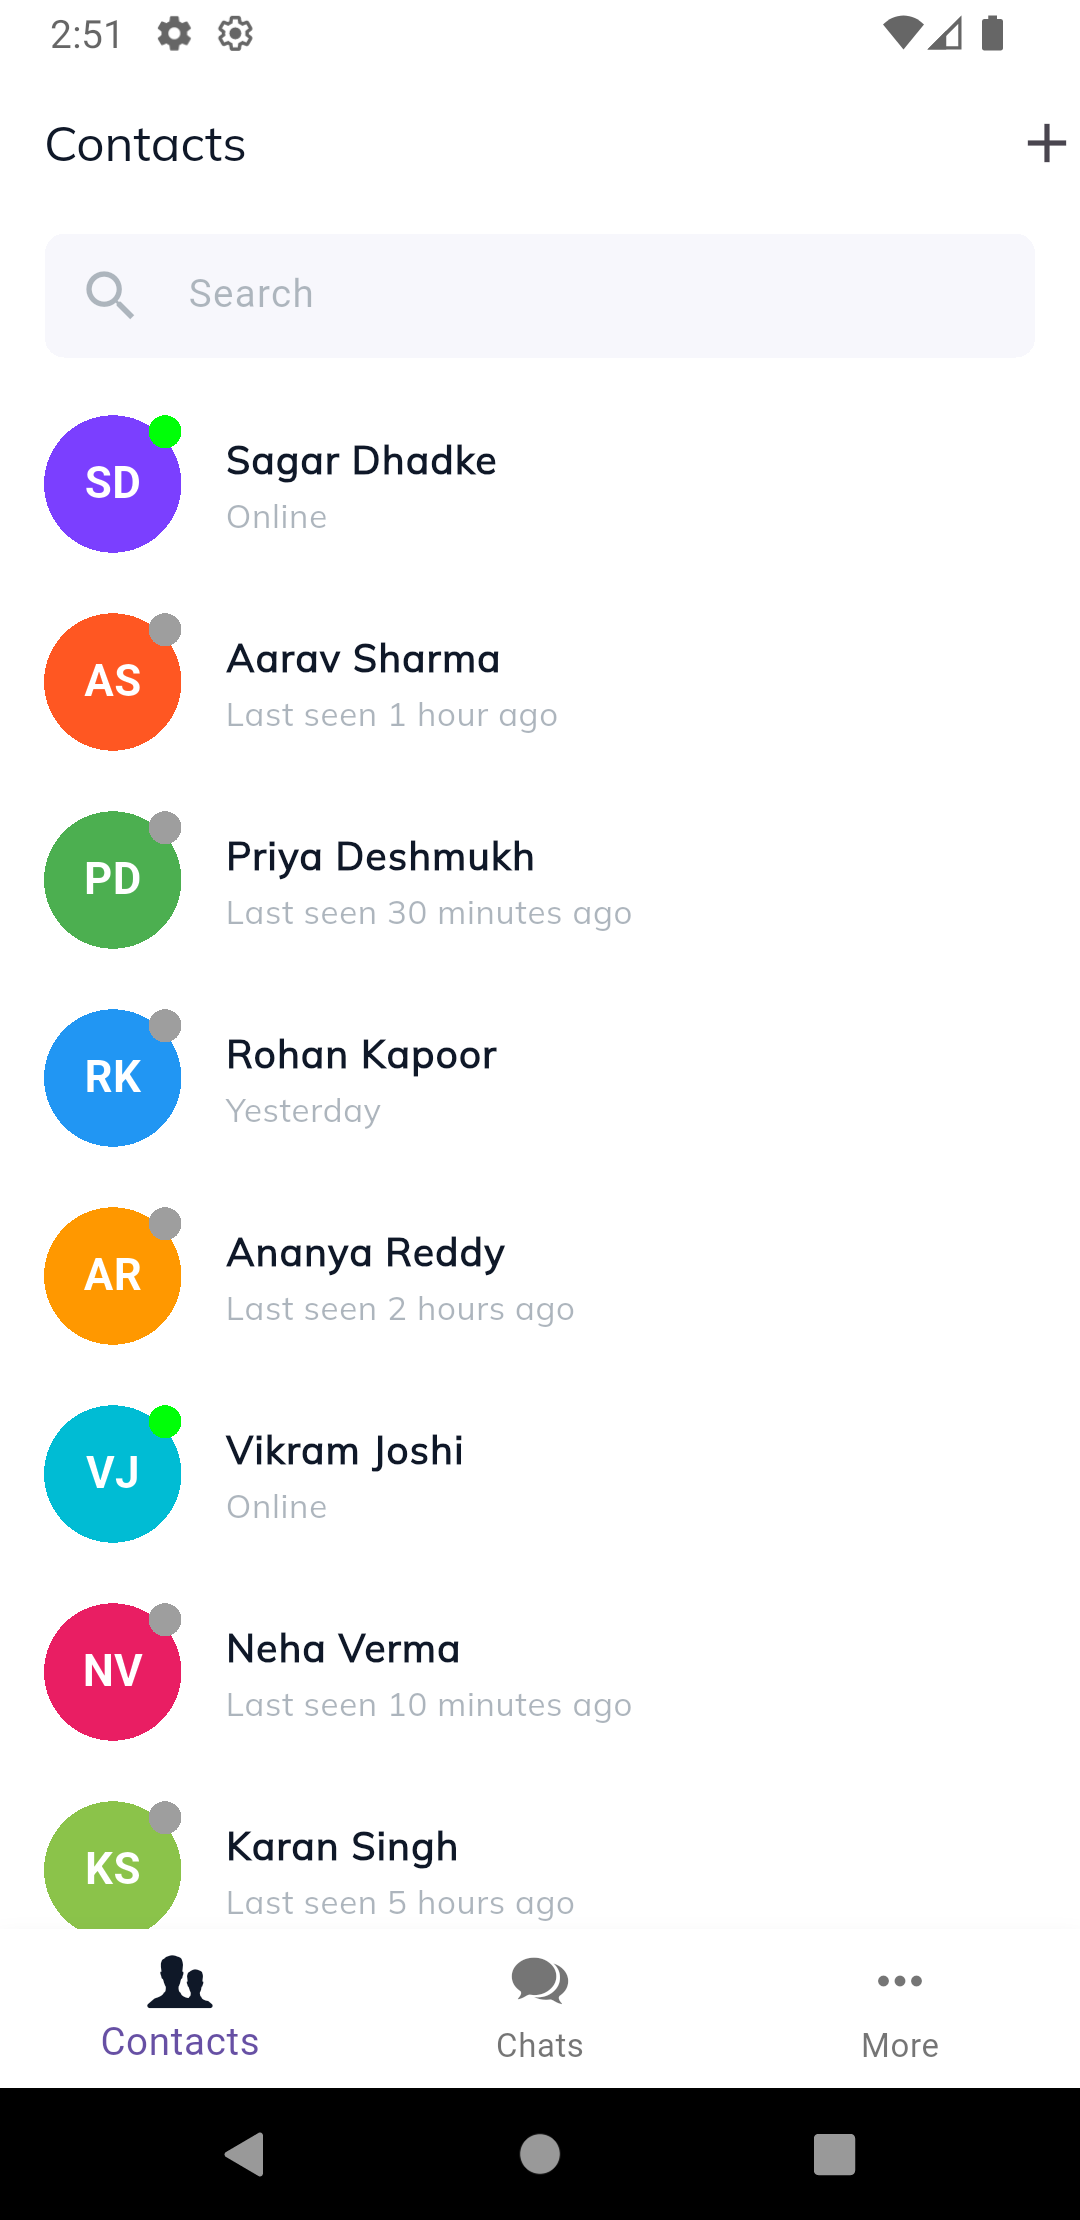 2:51
Contacts
Search
SD
Sagar Dhadke
Online
AS
Aarav Sharma
Last seen 1 hour ago
PD
Priya Deshmukh
Last seen 30 minutes ago
RK
Rohan Kapoor
Yesterday
AR
Ananya Reddy
Last seen 2 hours ago
VJ
Vikram Joshi
Online
NV
Neha Verma
Last seen 10 minutes ago
KS
Karan Singh
Last seen 5 hours ago
Contacts
Chats
More